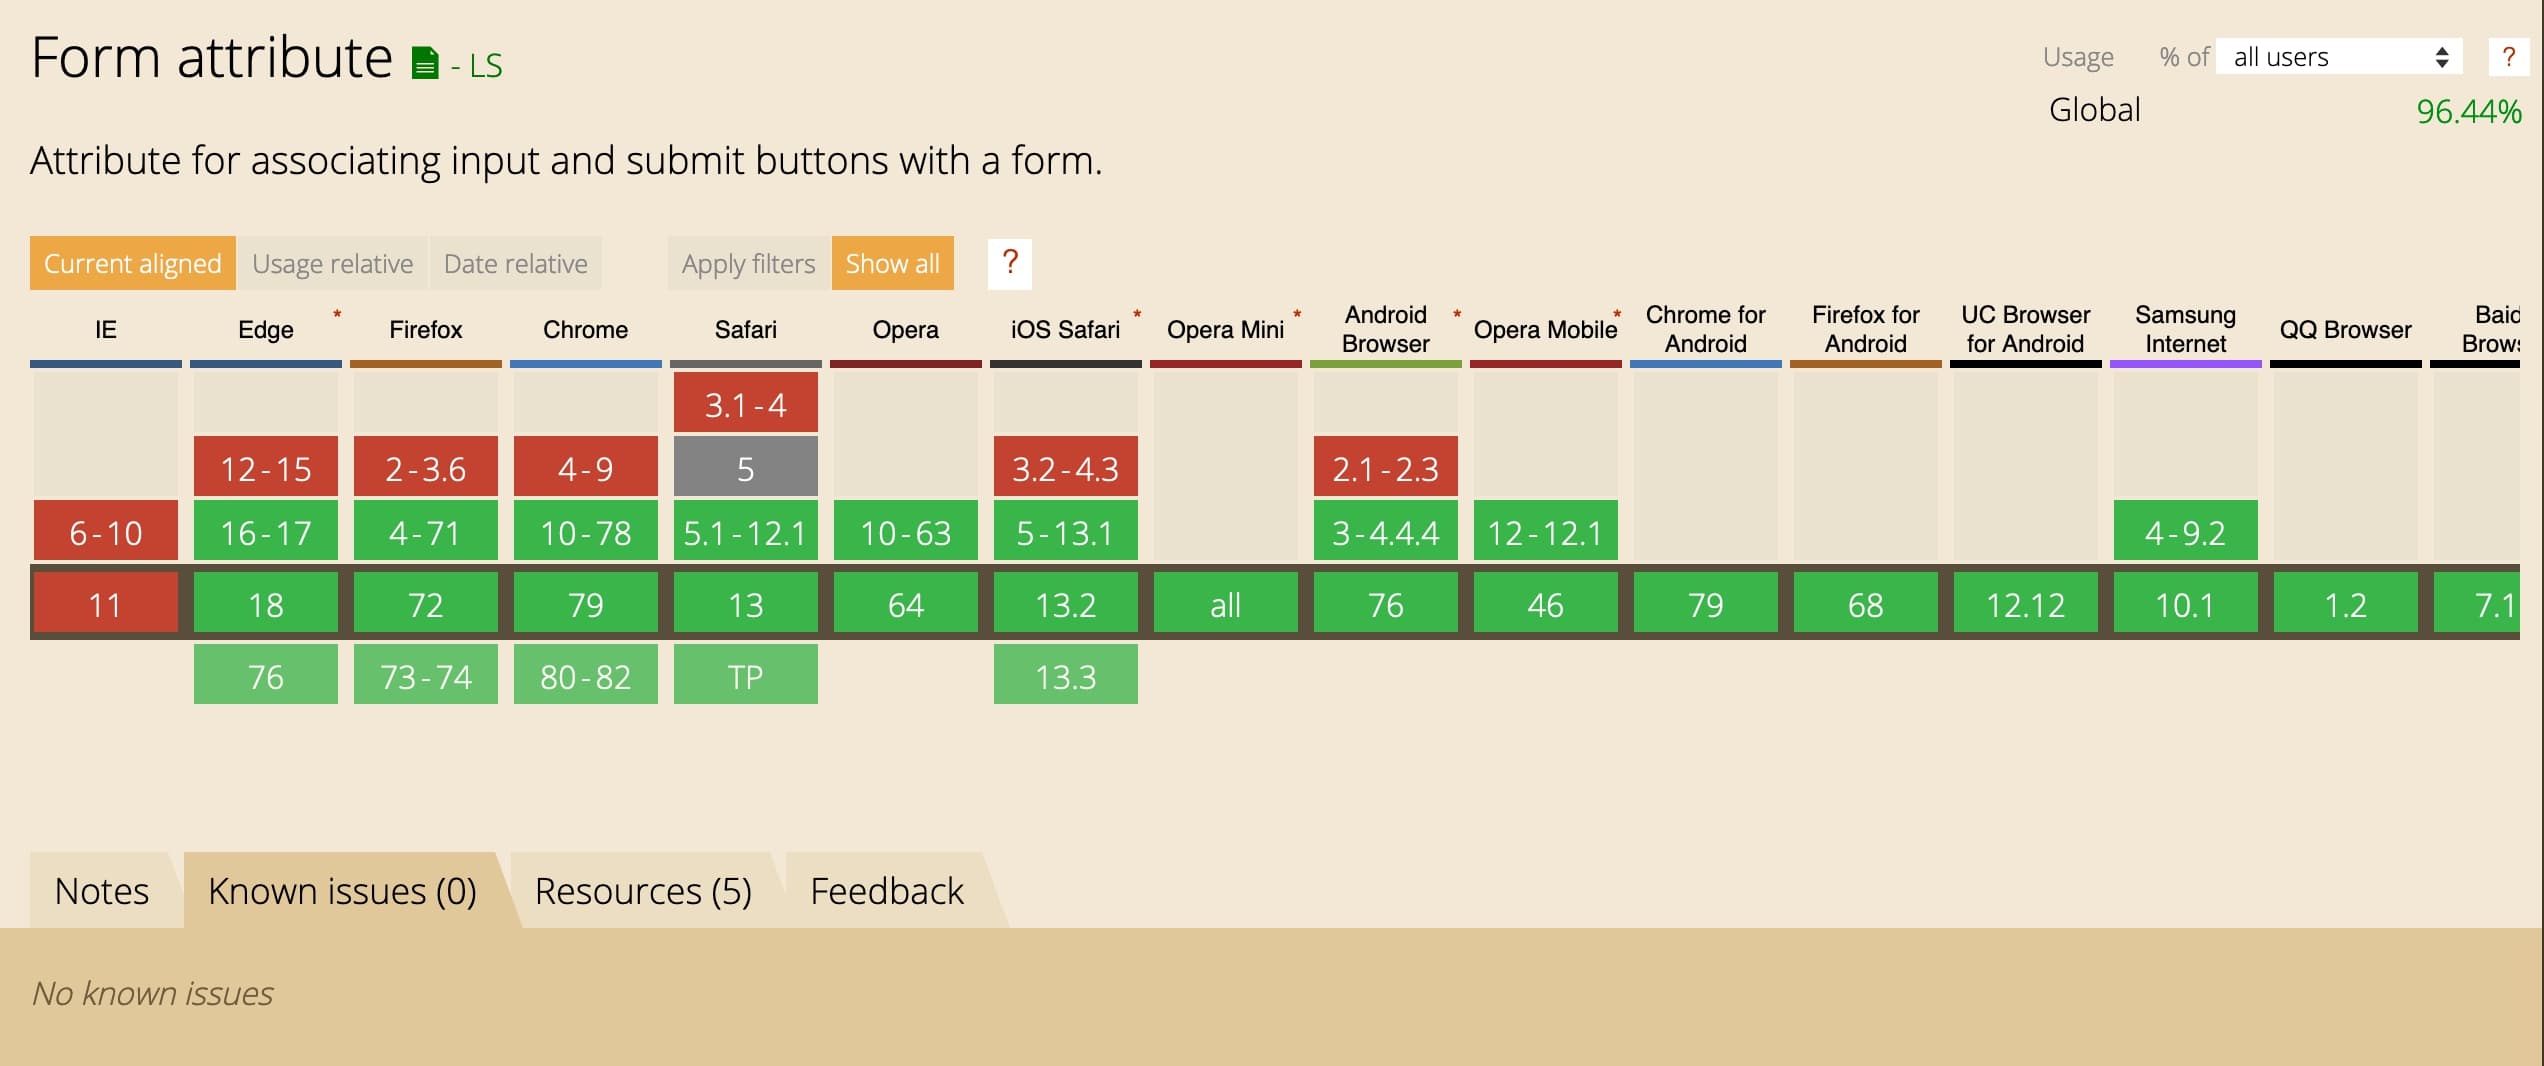 Form attribute - LS
Usage % of all users ?
Global 96.44%
Attribute for associating input and submit buttons with a form.
Current aligned Usage relative Date relative Apply filters Show all ?
IE Edge * Firefox Chrome Safari Opera iOS Safari * Opera Mini * Android Browser * Opera Mobile * Chrome for Android Firefox for Android UC Browser for Android Samsung Internet QQ Browser
3.1-4
12-15 2-3.6 4-9 5 3.2-4.3 2.1-2.3
6-10 16-17 4-71 10-78 5.1-12.1 10-63 5-13.1 3-4.4.4 12-12.1 4-9.2
11 18 72 79 13 64 13.2 all 76 46 79 68 12.12 10.1 1.2 7.1
76 73-74 80-82 TP 13.3
Notes Known issues (0) Resources (5) Feedback
No known issues